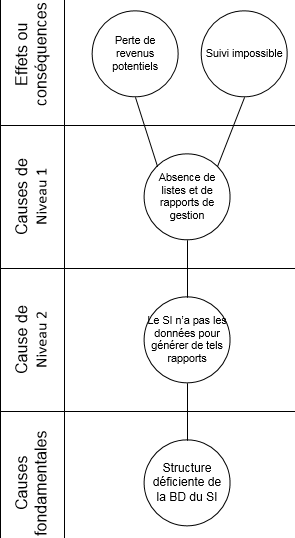 Effets ou
conséquences
Perte de
revenus
potentiels
Suivi impossible
Causes de
Niveau 1
Absence de
listes et de
rapports de
gestion
Cause de
Niveau 2
Le SI n'a pas les
données pour
générer de tels
rapports
Causes
fondamentales
Structure
déficiente de
la BD du SI